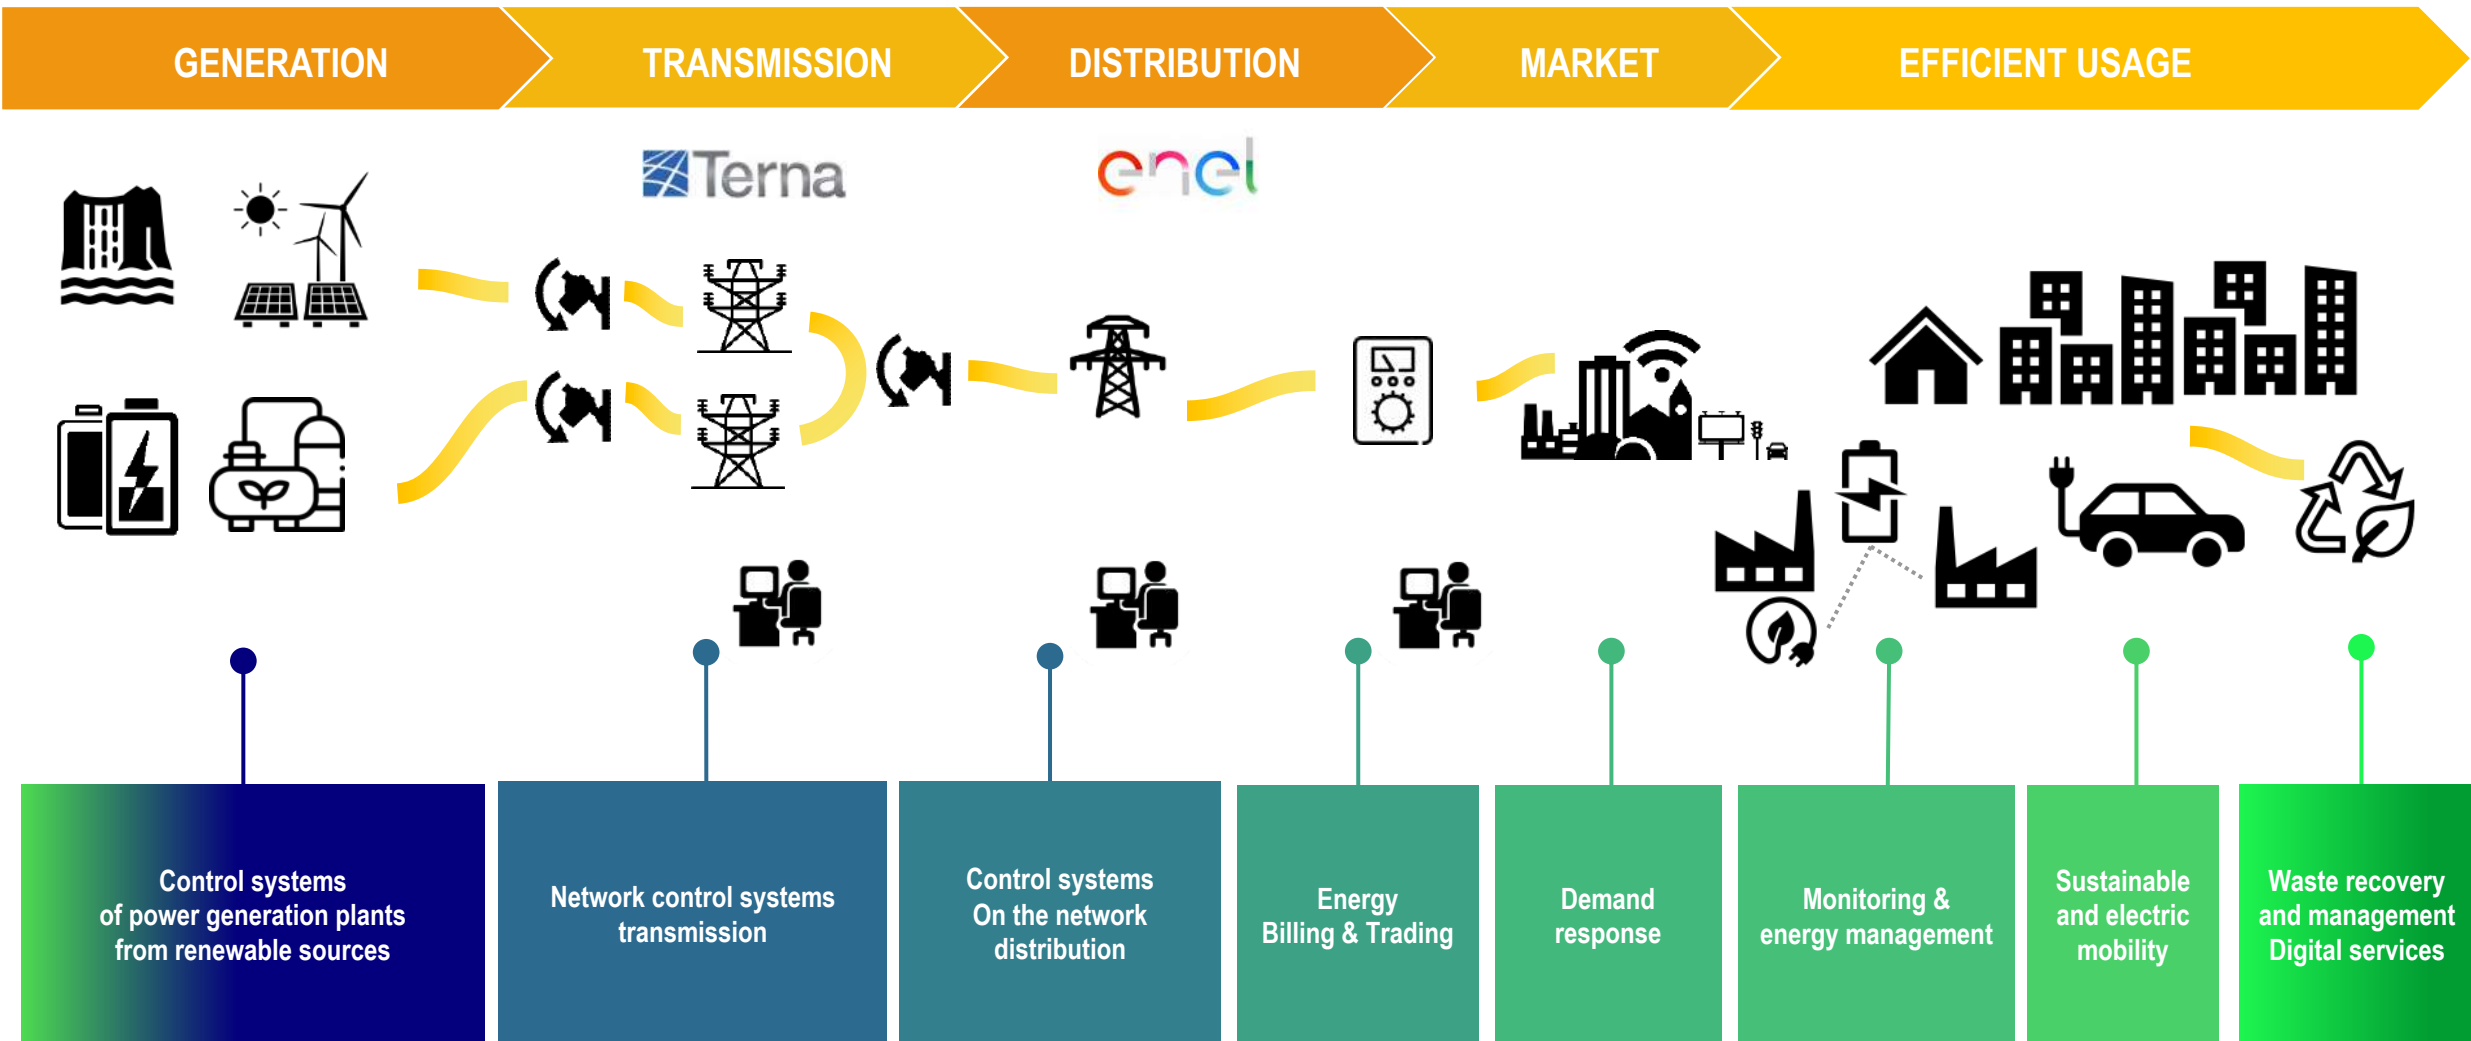 GENERATION
TRANSMISSION
DISTRIBUTION
MARKET
EFFICIENT USAGE
Terna
enel
Control systems
of power generation plants
from renewable sources
Network control systems
transmission
Control systems
On the network
distribution
Energy
Billing & Trading
Demand
response
Monitoring &
energy management
Sustainable
and electric
mobility
Waste recovery
and management
Digital services